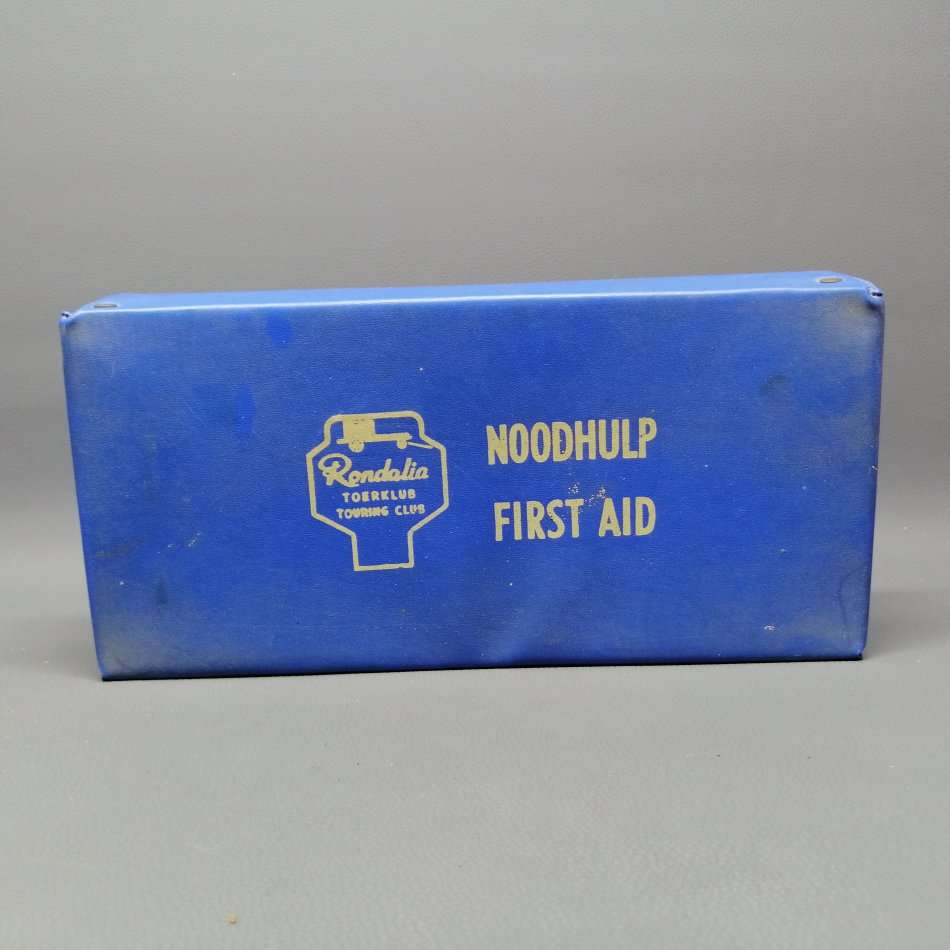 Rondalia
TOERKLUB
TOURING CLUB
NOODHULP
FIRST AID